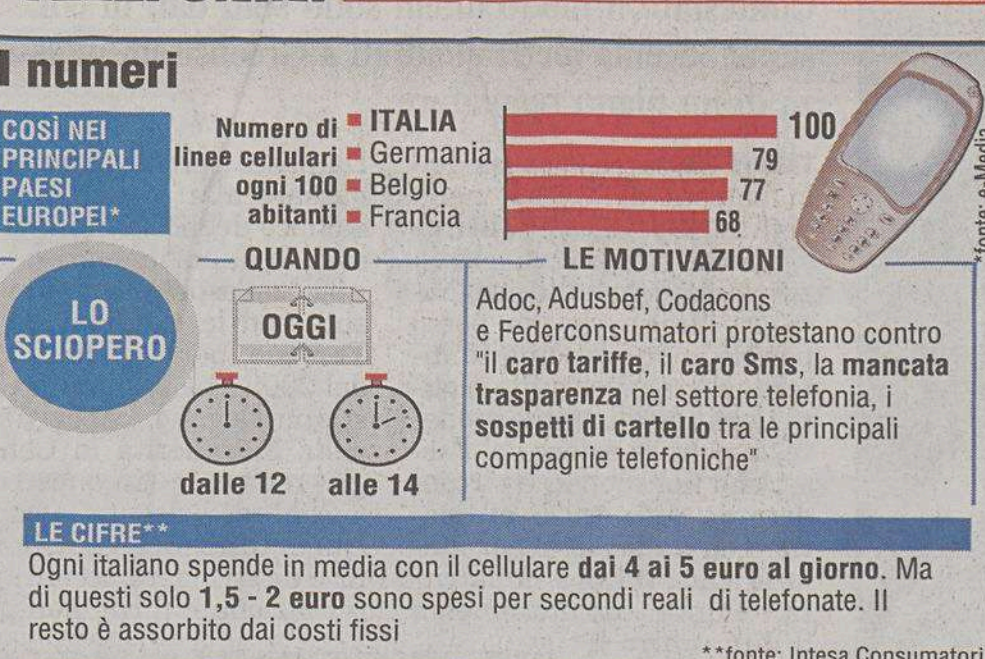 I numeri
COSÌ NEI
PRINCIPALI
PAESI
EUROPEI*
Numero di
linee cellulari
ogni 100
abitanti
ITALIA 100
Germania 79
Belgio 77
Francia 68
*fonte: e-Media
LO
SCIOPERO
QUANDO
OGGI
dalle 12 alle 14
LE MOTIVAZIONI
Adoc, Adusbef, Codacons
e Federconsumatori protestano contro
"il caro tariffe, il caro Sms, la mancata
trasparenza nel settore telefonia, i
sospetti di cartello tra le principali
compagnie telefoniche"
LE CIFRE**
Ogni italiano spende in media con il cellulare dai 4 ai 5 euro al giorno. Ma
di questi solo 1,5 - 2 euro sono spesi per secondi reali di telefonate. Il
resto è assorbito dai costi fissi
**fonte: Intesa Consumatori